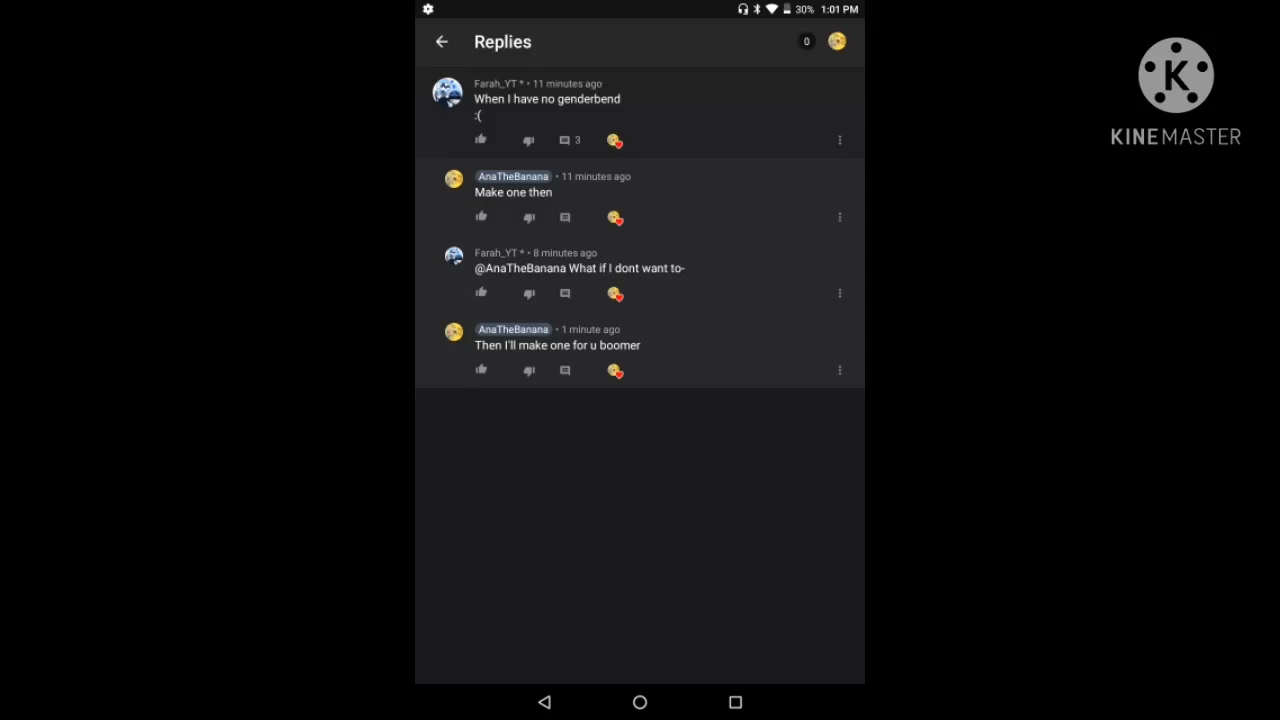 30% 1:01 PM
Replies
0
Farah_YT * • 11 minutes ago
When I have no genderbend
:(
3
AnaTheBanana • 11 minutes ago
Make one then
Farah_YT * • 8 minutes ago
@AnaTheBanana What if I dont want to-
AnaTheBanana • 1 minute ago
Then I'll make one for u boomer
K
KINEMASTER